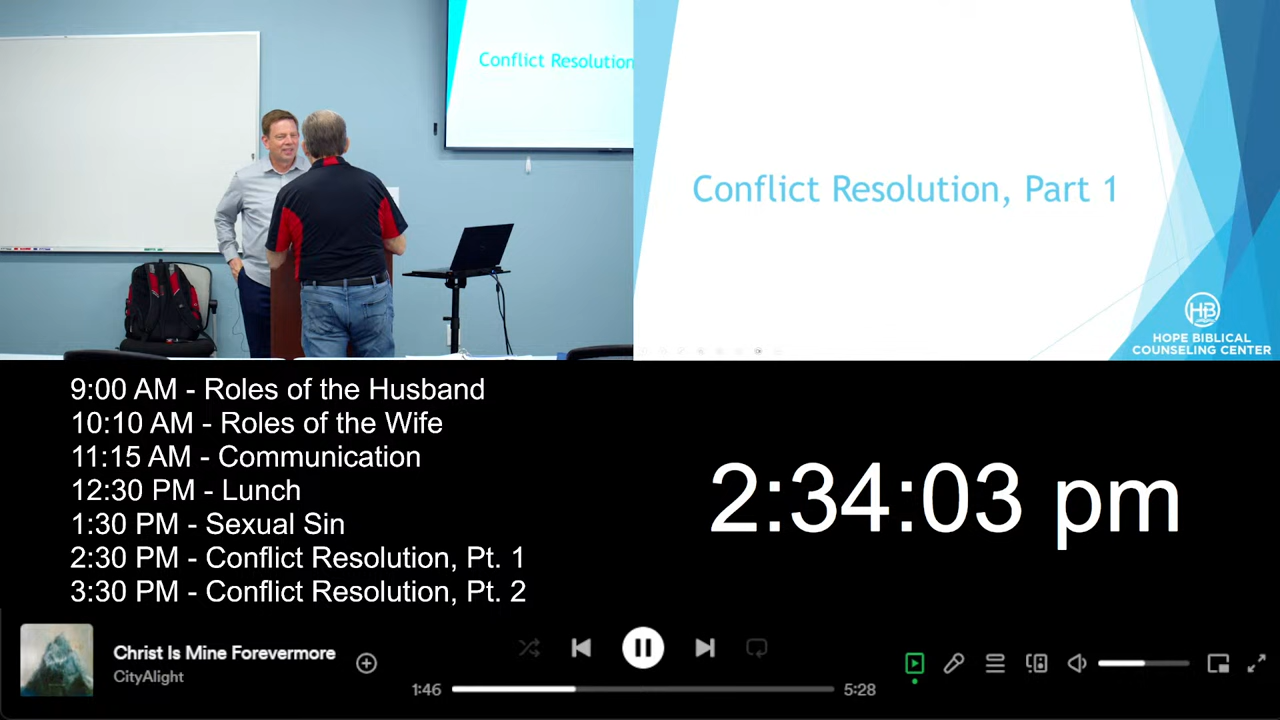 Conflict Resolution
Conflict Resolution, Part 1
HB
HOPE BIBLICAL
COUNSELING CENTER
9:00 AM - Roles of the Husband
10:10 AM - Roles of the Wife
11:15 AM - Communication
12:30 PM - Lunch
1:30 PM - Sexual Sin
2:30 PM - Conflict Resolution, Pt. 1
3:30 PM - Conflict Resolution, Pt. 2
2:34:03 pm
Christ Is Mine Forevermore
CityAlight
1:46
5:28